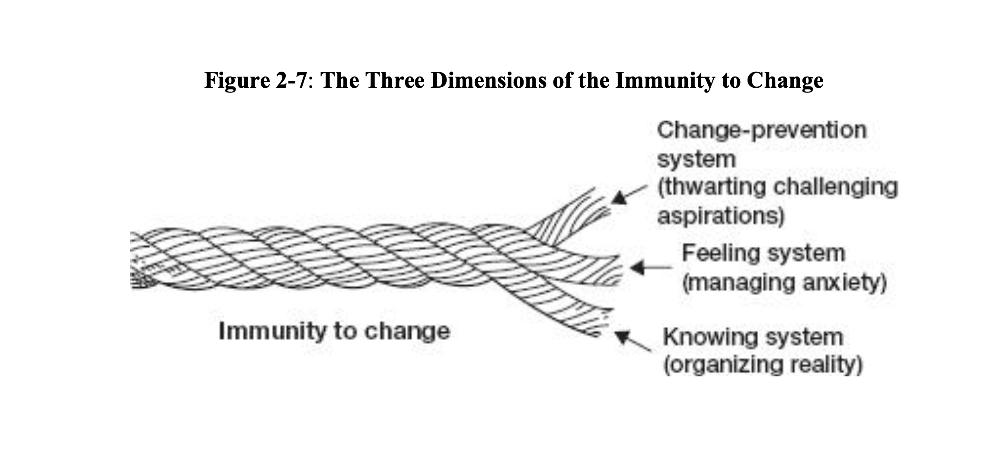 Figure 2-7: The Three Dimensions of the Immunity to Change
Change-prevention
system
(thwarting challenging
aspirations)
Feeling system
(managing anxiety)
Immunity to change
Knowing system
(organizing reality)